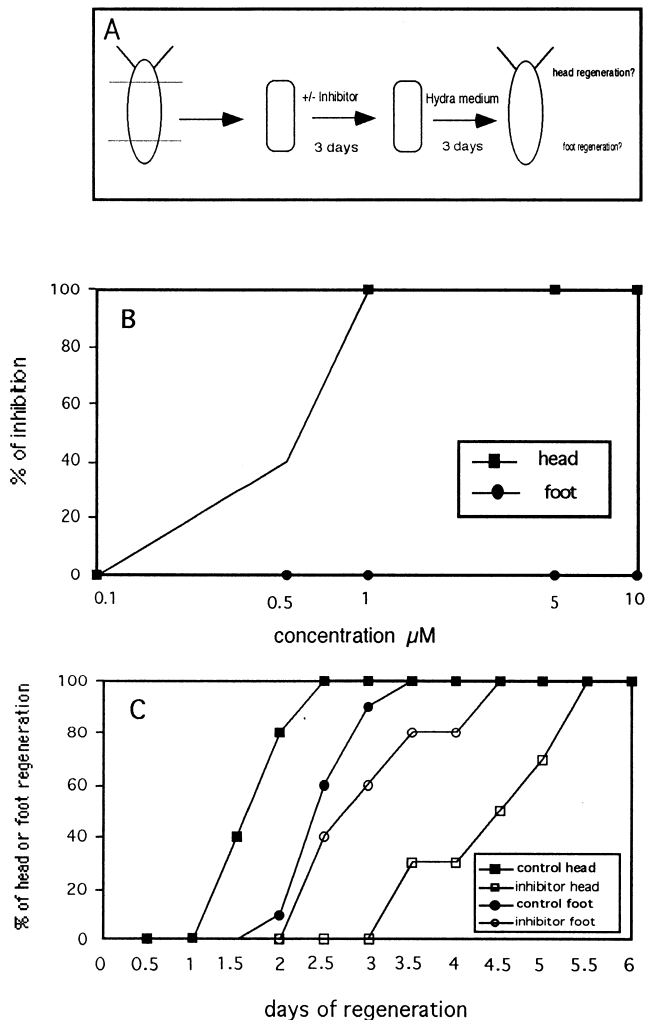 A
+/- Inhibitor
3 days
Hydra medium
3 days
head regeneration?
foot regeneration?
B
% of inhibition
100
80
60
40
20
0
head
foot
0.1
0.5
1
5
10
concentration µM
C
% of head or foot regeneration
100
80
60
40
20
0
control head
inhibitor head
control foot
inhibitor foot
0
0.5
1
1.5
2
2.5
3
3.5
4
4.5
5
5.5
6
days of regeneration